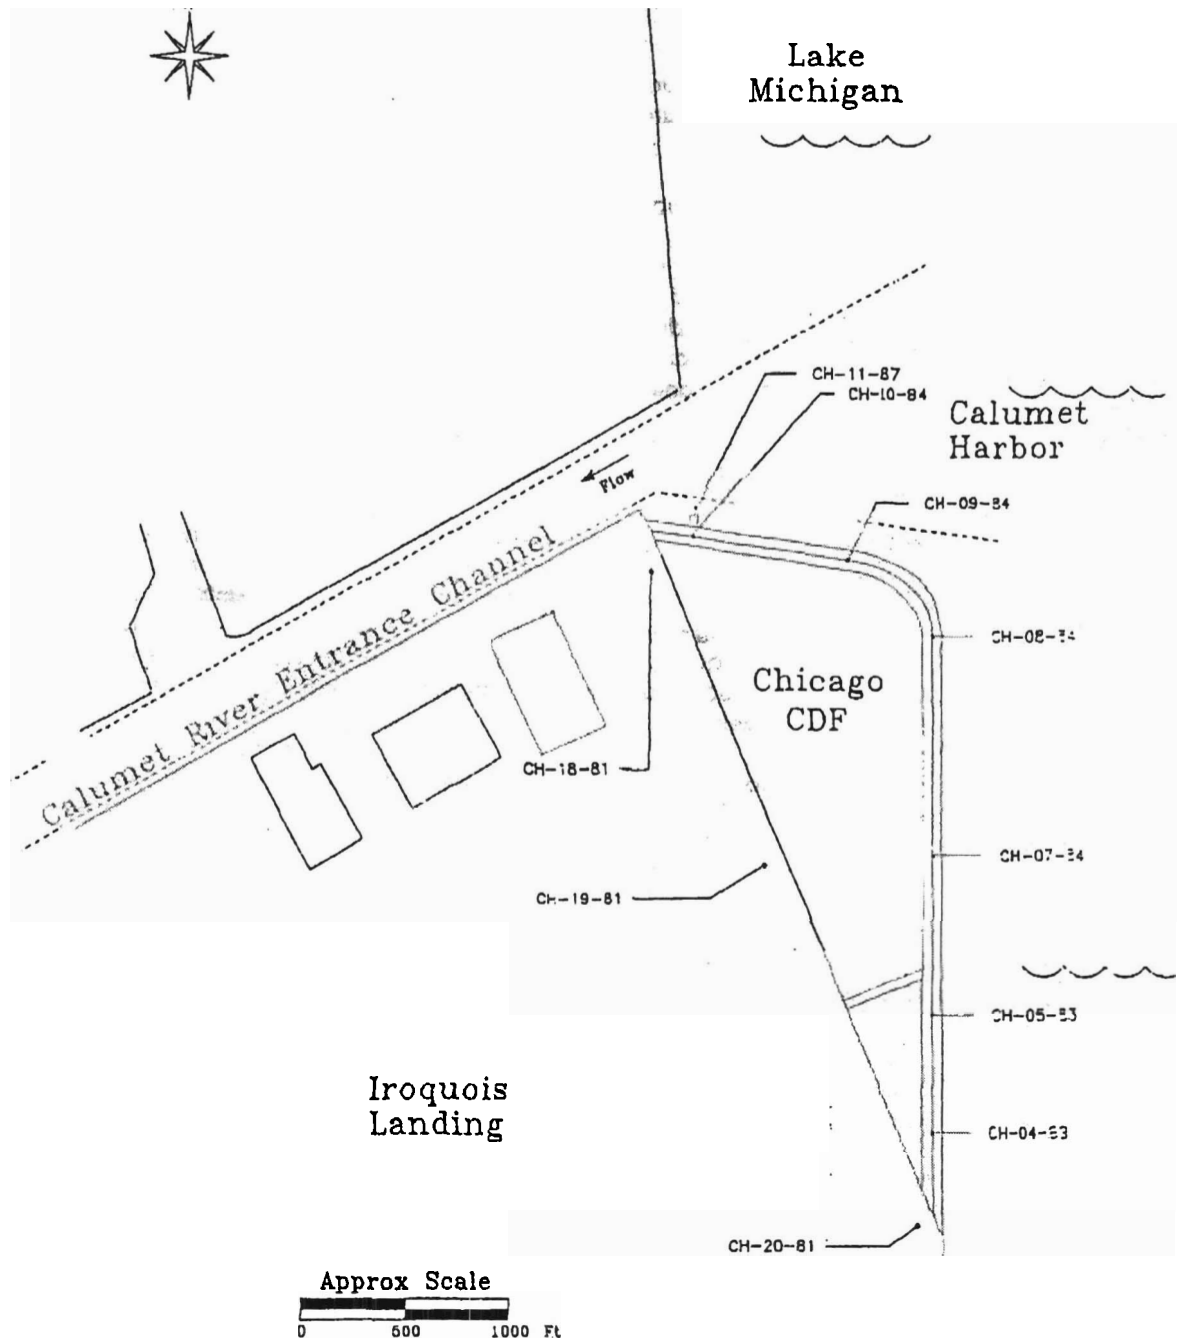 Lake
Michigan
CH-11-87
CH-10-84
Calumet
Harbor
Flow
CH-09-84
Calumet River Entrance Channel
CH-08-84
Chicago
CDF
CH-18-81
CH-07-84
CH-19-81
CH-05-83
Iroquois
Landing
CH-04-83
CH-20-81
Approx Scale
0 500 1000 Ft